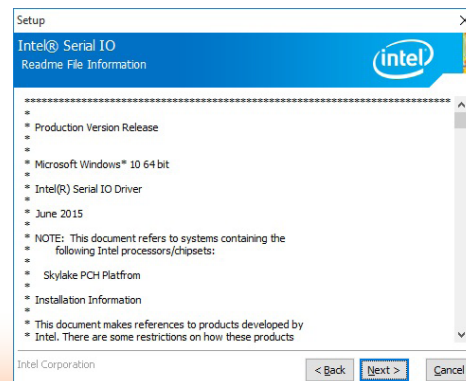 Setup
Intel® Serial IO
Readme File Information
intel
********************************************************************************
*
* Production Version Release
*
*
* Microsoft Windows* 10 64 bit
*
* Intel(R) Serial IO Driver
*
* June 2015
*
* NOTE: This document refers to systems containing the
* following Intel processors/chipsets:
*
* Skylake PCH Platfrom
*
* Installation Information
*
* This document makes references to products developed by
* Intel. There are some restrictions on how these products
Intel Corporation
< Back Next > Cancel